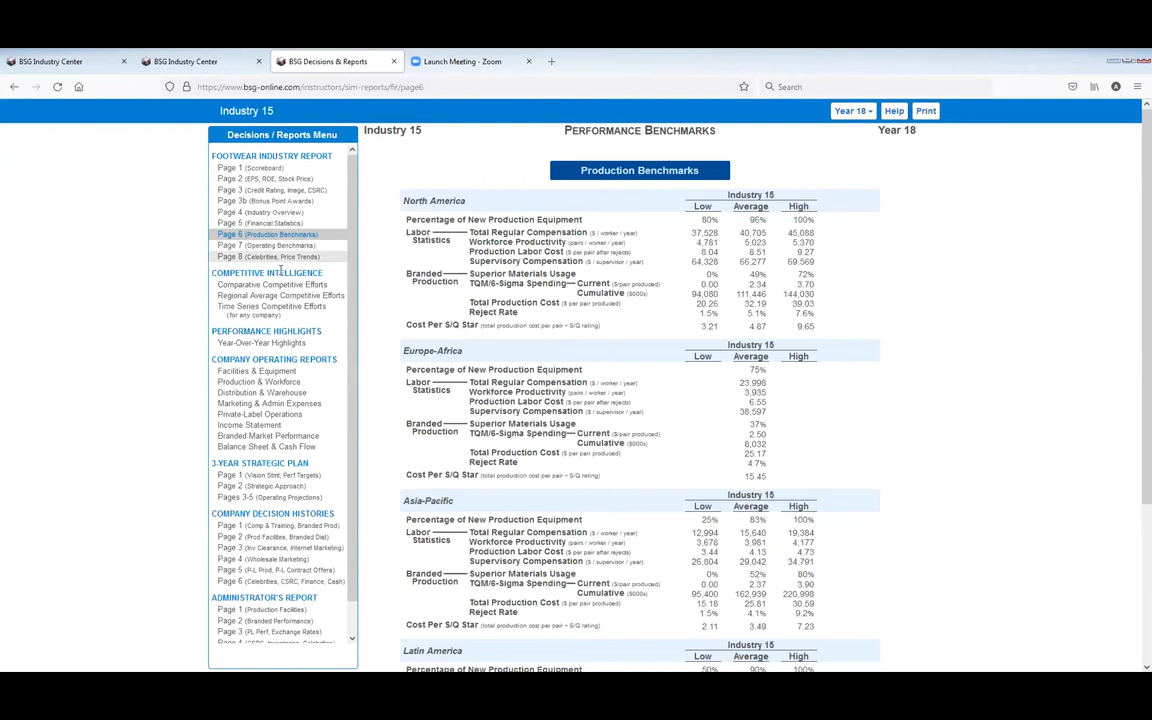 BSG Industry Center
BSG Industry Center
BSG Decisions & Reports
Launch Meeting - Zoom
https://www.bsg-online.com/instructors/sim-reports/fir/page6
Search
Industry 15
Year 18
Help
Print
Decisions / Reports Menu
FOOTWEAR INDUSTRY REPORT
Page 1 (Scoreboard)
Page 2 (EPS, ROE, Stock Price)
Page 3 (Credit Rating, Image, CSRC)
Page 3b (Bonus Point Awards)
Page 4 (Industry Overview)
Page 5 (Financial Statistics)
Page 6 (Production Benchmarks)
Page 7 (Operating Benchmarks)
Page 8 (Celebrities, Price Trends)
COMPETITIVE INTELLIGENCE
Comparative Competitive Efforts
Regional Average Competitive Efforts
Time Series Competitive Efforts
(for any company)
PERFORMANCE HIGHLIGHTS
Year-Over-Year Highlights
COMPANY OPERATING REPORTS
Facilities & Equipment
Production & Workforce
Distribution & Warehouse
Marketing & Admin Expenses
Private-Label Operations
Income Statement
Branded Market Performance
Balance Sheet & Cash Flow
3-YEAR STRATEGIC PLAN
Page 1 (Vision Stmt, Perf Targets)
Page 2 (Strategic Approach)
Pages 3-5 (Operating Projections)
COMPANY DECISION HISTORIES
Page 1 (Comp & Training, Branded Prod)
Page 2 (Prod Facilites, Branded Dist)
Page 3 (Inv Clearance, Internet Marketing)
Page 4 (Wholesale Marketing)
Page 5 (P-L Prod, P-L Contract Offers)
Page 6 (Celebrities, CSRC, Finance, Cash)
ADMINISTRATOR'S REPORT
Page 1 (Production Facilities)
Page 2 (Branded Performance)
Page 3 (PL Perf, Exchange Rates)
Industry 15 PERFORMANCE BENCHMARKS Year 18
Production Benchmarks
North America
Industry 15
Low Average High
Percentage of New Production Equipment 80% 96% 100%
Labor Statistics Total Regular Compensation ($ / worker / year) 37,528 40,705 45,088
Workforce Productivity (pairs / worker / year) 4,781 5,023 5,370
Production Labor Cost ($ per pair after rejects) 8.04 8.51 9.27
Supervisory Compensation ($ / supervisor / year) 64,328 66,277 69,569
Branded Production Superior Materials Usage 0% 49% 72%
TQM/6-Sigma Spending Current ($/pair produced) 0.00 2.34 3.70
Cumulative ($000s) 94,080 111,446 144,030
Total Production Cost ($ per pair produced) 20.26 32.19 39.03
Reject Rate 1.5% 5.1% 7.6%
Cost Per S/Q Star (total production cost per pair ÷ S/Q rating) 3.21 4.87 9.65
Europe-Africa
Industry 15
Low Average High
Percentage of New Production Equipment 75%
Labor Statistics Total Regular Compensation ($ / worker / year) 23,998
Workforce Productivity (pairs / worker / year) 3,935
Production Labor Cost ($ per pair after rejects) 6.55
Supervisory Compensation ($ / supervisor / year) 38,597
Branded Production Superior Materials Usage 37%
TQM/6-Sigma Spending Current ($/pair produced) 2.50
Cumulative ($000s) 8,032
Total Production Cost ($ per pair produced) 25.17
Reject Rate 4.7%
Cost Per S/Q Star (total production cost per pair ÷ S/Q rating) 15.45
Asia-Pacific
Industry 15
Low Average High
Percentage of New Production Equipment 25% 83% 100%
Labor Statistics Total Regular Compensation ($ / worker / year) 12,994 15,640 19,384
Workforce Productivity (pairs / worker / year) 3,678 3,981 4,177
Production Labor Cost ($ per pair after rejects) 3.44 4.13 4.73
Supervisory Compensation ($ / supervisor / year) 26,804 29,042 34,791
Branded Production Superior Materials Usage 0% 52% 80%
TQM/6-Sigma Spending Current ($/pair produced) 0.00 2.37 3.90
Cumulative ($000s) 95,400 162,939 220,998
Total Production Cost ($ per pair produced) 15.18 25.81 30.59
Reject Rate 1.5% 4.1% 9.2%
Cost Per S/Q Star (total production cost per pair ÷ S/Q rating) 2.11 3.49 7.23
Latin America
Industry 15
Low Average High
Percentage of New Production Equipment 50% 90% 100%